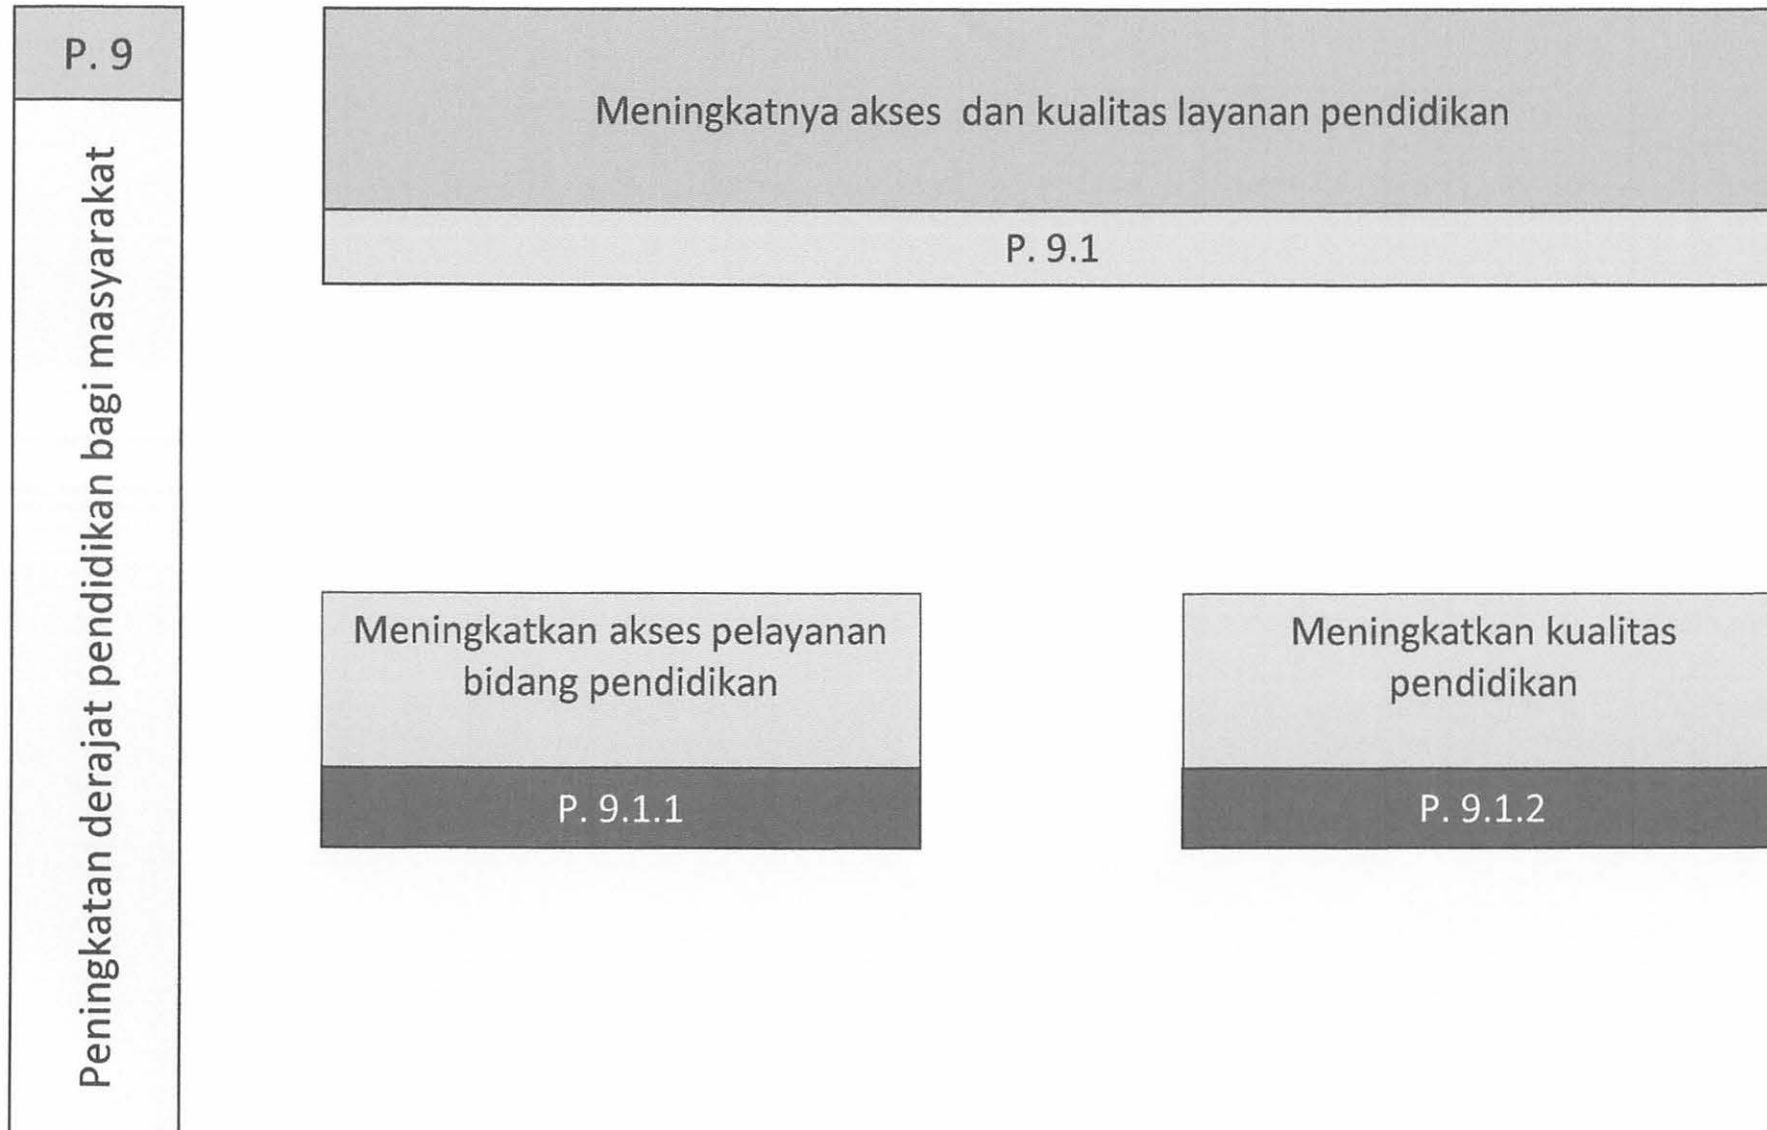 P. 9
Peningkatan derajat pendidikan bagi masyarakat
Meningkatnya akses  dan kualitas layanan pendidikan
P. 9.1
Meningkatkan akses pelayanan
bidang pendidikan
P. 9.1.1
Meningkatkan kualitas
pendidikan
P. 9.1.2